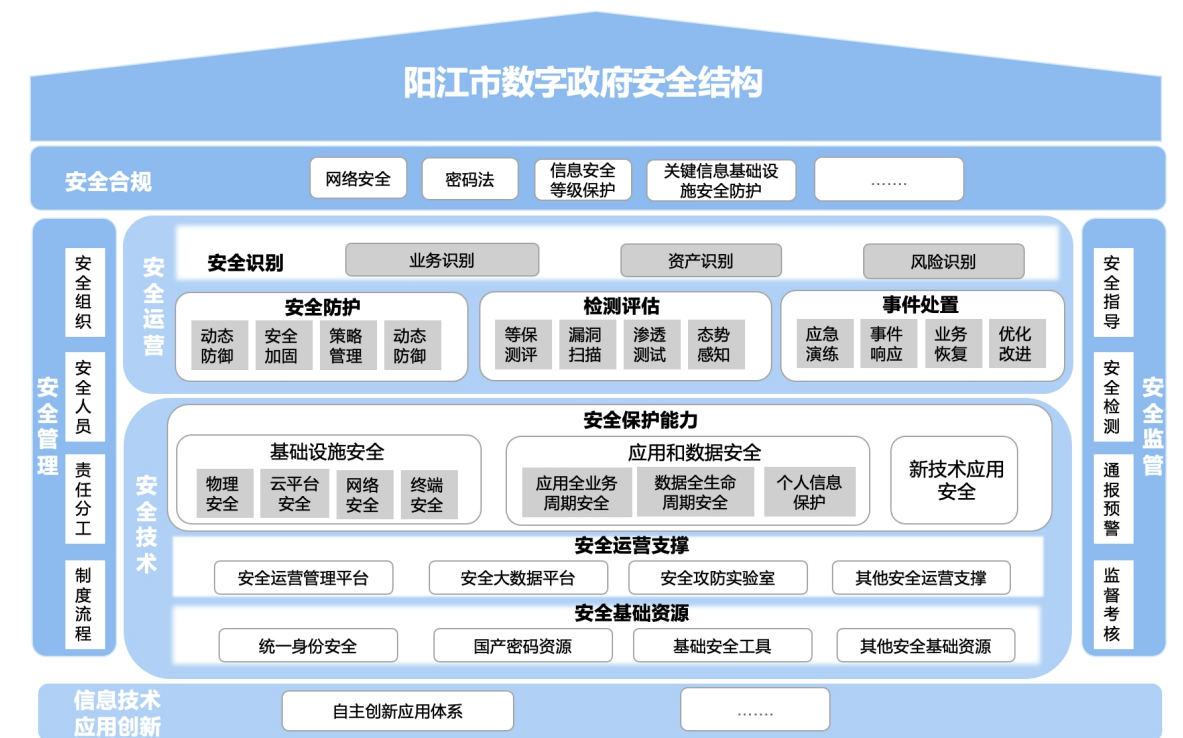 阳江市数字政府安全结构
安全合规
网络安全
密码法
信息安全
等级保护
关键信息基础设
施安全防护
.......
安全管理
安全组织
安全人员
责任分工
制度流程
安全运营
安全识别
业务识别
资产识别
风险识别
安全防护
动态
防御
安全
加固
策略
管理
动态
防御
检测评估
等保
测评
漏洞
扫描
渗透
测试
态势
感知
事件处置
应急
演练
事件
响应
业务
恢复
优化
改进
安全技术
安全保护能力
基础设施安全
物理
安全
云平台
安全
网络
安全
终端
安全
应用和数据安全
应用全业务
周期安全
数据全生命
周期安全
个人信息
保护
新技术应用
安全
安全运营支撑
安全运营管理平台
安全大数据平台
安全攻防实验室
其他安全运营支撑
安全基础资源
统一身份安全
国产密码资源
基础安全工具
其他安全基础资源
安全监管
安全指导
安全检测
通报预警
监督考核
信息技术
应用创新
自主创新应用体系
.......